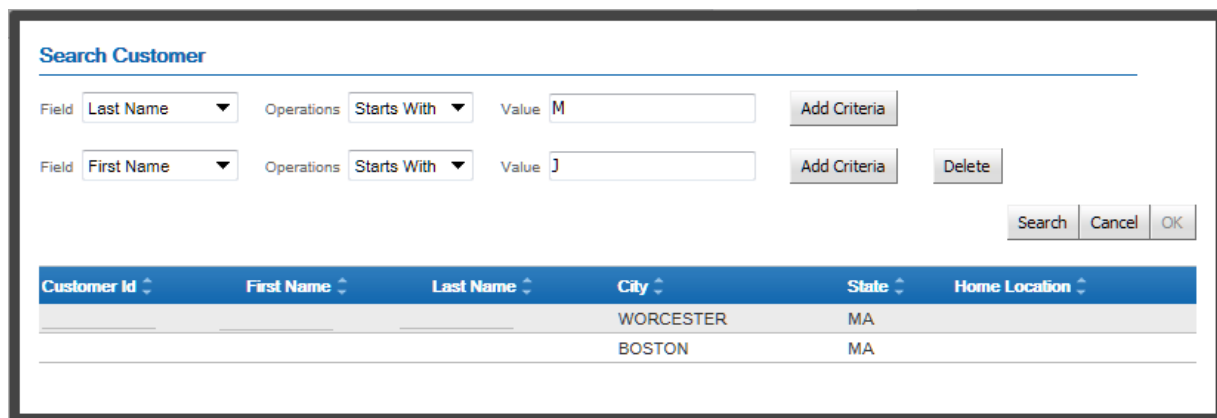 Search Customer
Field Last Name Operations Starts With Value M Add Criteria
Field First Name Operations Starts With Value J Add Criteria Delete
Search Cancel OK
Customer Id First Name Last Name City State Home Location
WORCESTER MA
BOSTON MA